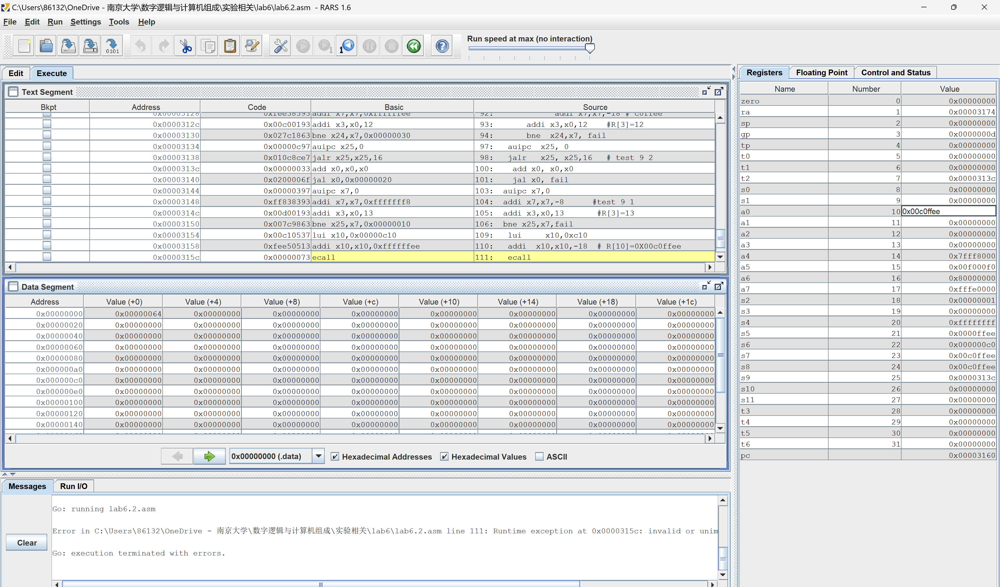 C:\Users\86132\OneDrive - 南京大学\数字逻辑与计算机组成\实验相关\lab6\lab6.2.asm - RARS 1.6
File Edit Run Settings Tools Help
Run speed at max (no interaction)
Edit Execute
Text Segment
Bkpt Address Code Basic Source
0x00003128 0xfee38393 addi x7,x7,0xffffffee 92: addi x7,x7,-18 # c0ffee
0x0000312c 0x00c00193 addi x3,x0,12 93: addi x3,x0,12 #R[3]=12
0x00003130 0x027c1863 bne x24,x7,0x00000030 94: bne x24,x7, fail
0x00003134 0x00000c97 auipc x25,0 97: auipc x25, 0
0x00003138 0x010c8ce7 jalr x25,x25,16 98: jalr x25, x25,16 # test 9 2
0x0000313c 0x00000033 add x0,x0,x0 100: add x0, x0,x0
0x00003140 0x0200006f jal x0,0x00000020 101: jal x0, fail
0x00003144 0x00000397 auipc x7,0 103: auipc x7,0
0x00003148 0xff838393 addi x7,x7,0xfffffff8 104: addi x7,x7,-8 #test 9 1
0x0000314c 0x00d00193 addi x3,x0,13 105: addi x3,x0,13 #R[3]=13
0x00003150 0x007c9863 bne x25,x7,0x00000010 106: bne x25,x7,fail
0x00003154 0x00c10537 lui x10,0x00000c10 109: lui x10,0xc10
0x00003158 0xfee50513 addi x10,x10,0xffffffee 110: addi x10,x10,-18 # R[10]=0X00c0ffee
0x0000315c 0x00000073 ecall 111: ecall
Data Segment
Address Value (+0) Value (+4) Value (+8) Value (+c) Value (+10) Value (+14) Value (+18) Value (+1c)
0x00000000 0x00000064 0x00000000 0x00000000 0x00000000 0x00000000 0x00000000 0x00000000 0x00000000
0x00000020 0x00000000 0x00000000 0x00000000 0x00000000 0x00000000 0x00000000 0x00000000 0x00000000
0x00000040 0x00000000 0x00000000 0x00000000 0x00000000 0x00000000 0x00000000 0x00000000 0x00000000
0x00000060 0x00000000 0x00000000 0x00000000 0x00000000 0x00000000 0x00000000 0x00000000 0x00000000
0x00000080 0x00000000 0x00000000 0x00000000 0x00000000 0x00000000 0x00000000 0x00000000 0x00000000
0x000000a0 0x00000000 0x00000000 0x00000000 0x00000000 0x00000000 0x00000000 0x00000000 0x00000000
0x000000c0 0x00000000 0x00000000 0x00000000 0x00000000 0x00000000 0x00000000 0x00000000 0x00000000
0x000000e0 0x00000000 0x00000000 0x00000000 0x00000000 0x00000000 0x00000000 0x00000000 0x00000000
0x00000100 0x00000000 0x00000000 0x00000000 0x00000000 0x00000000 0x00000000 0x00000000 0x00000000
0x00000120 0x00000000 0x00000000 0x00000000 0x00000000 0x00000000 0x00000000 0x00000000 0x00000000
0x00000140 0x00000000 0x00000000 0x00000000 0x00000000 0x00000000 0x00000000 0x00000000 0x00000000
0x00000000 (.data) Hexadecimal Addresses Hexadecimal Values ASCII
Messages Run I/O
Go: running lab6.2.asm
Error in C:\Users\86132\OneDrive - 南京大学\数字逻辑与计算机组成\实验相关\lab6\lab6.2.asm line 111: Runtime exception at 0x0000315c: invalid or unim
Clear
Go: execution terminated with errors.
Registers Floating Point Control and Status
Name Number Value
zero 0 0x00000000
ra 1 0x00003174
sp 2 0x00000000
gp 3 0x0000000d
tp 4 0x00000000
t0 5 0x00000000
t1 6 0x00000000
t2 7 0x0000313c
s0 8 0x00000000
s1 9 0x00000000
a0 10 0x00c0ffee
a1 11 0x00000000
a2 12 0x00000000
a3 13 0x00000000
a4 14 0x7fff8000
a5 15 0x00f000f0
a6 16 0x80000000
a7 17 0xfffe0000
s2 18 0x00000001
s3 19 0x00000000
s4 20 0xffffffff
s5 21 0x0000ffee
s6 22 0x000000c0
s7 23 0x00c0ffee
s8 24 0x00c0ffee
s9 25 0x0000313c
s10 26 0x00000000
s11 27 0x00000000
t3 28 0x00000000
t4 29 0x00000000
t5 30 0x00000000
t6 31 0x00000000
pc 0x00003160